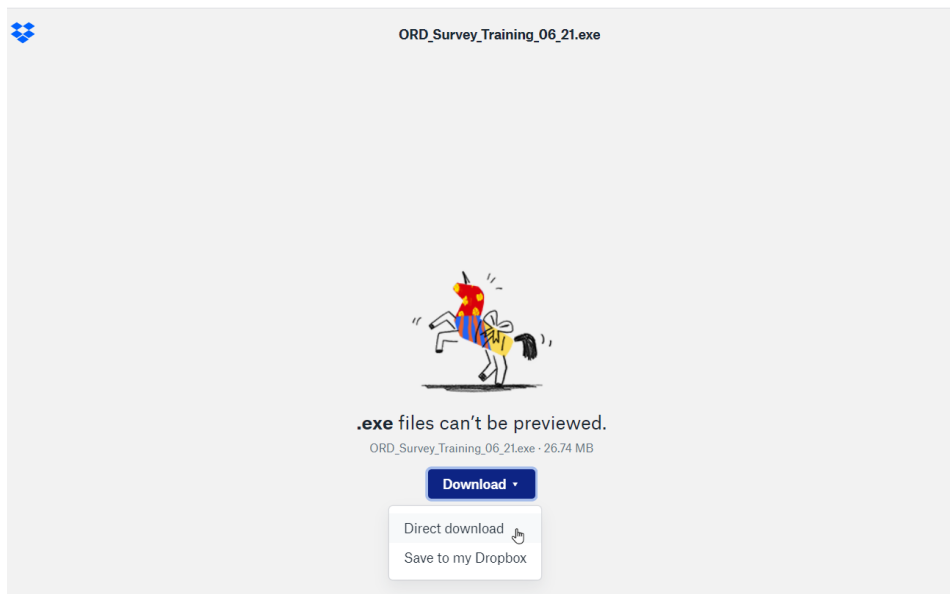 ORD_Survey_Training_06_21.exe
.exe files can't be previewed.
ORD_Survey_Training_06_21.exe · 26.74 MB
Download
Direct download
Save to my Dropbox